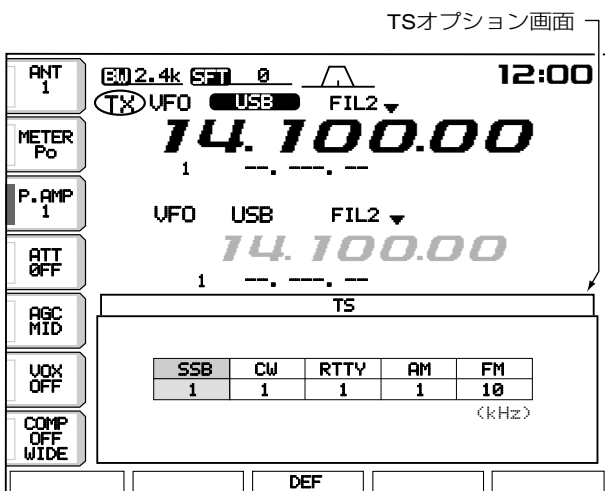 TSオプション画面
ANT
1
BW 2.4k SFT 0
12:00
TX VFO USB FIL2
14.100.00
1 --.---.--
METER
Po
P.AMP
1
VFO USB FIL2
14.100.00
1 --.---.--
ATT
OFF
AGC
MID
VOX
OFF
COMP
OFF
WIDE
TS
SSB CW RTTY AM FM
1 1 1 1 10
(kHz)
DEF